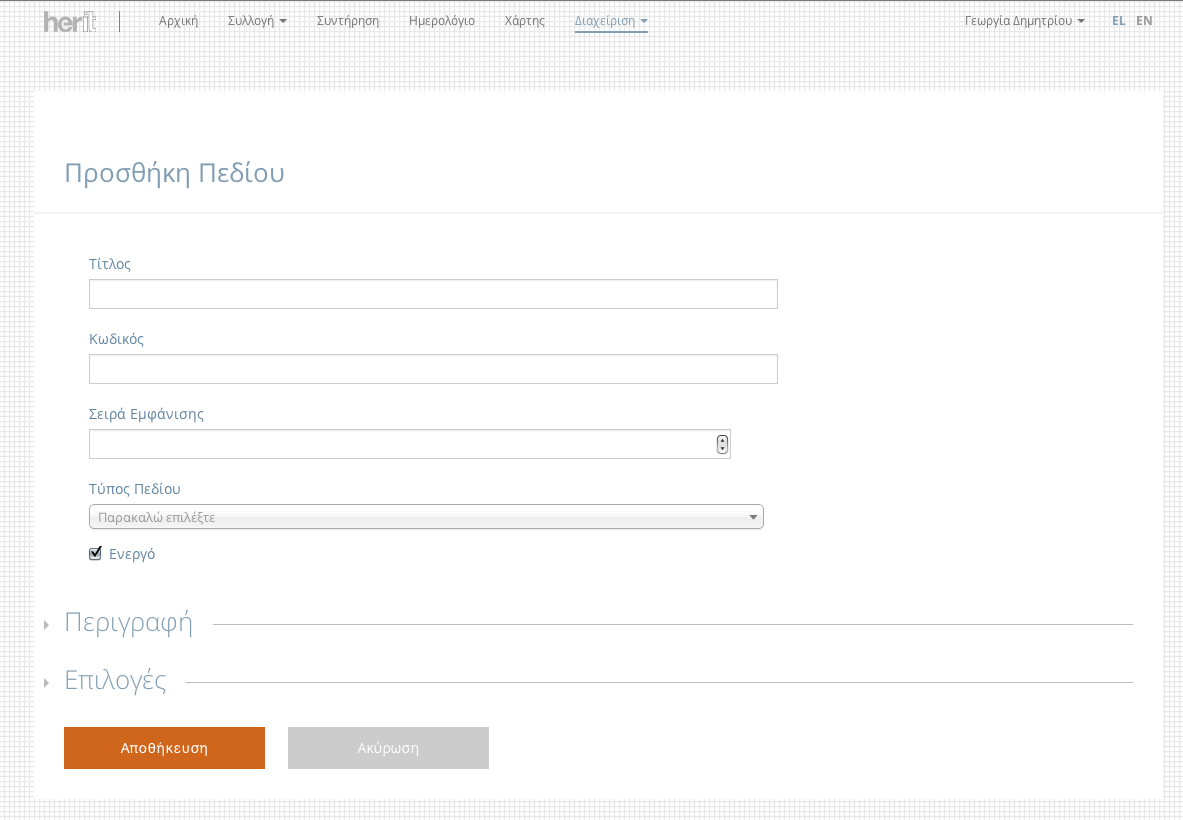 herit Αρχική Συλλογή Συντήρηση Ημερολόγιο Χάρτης Διαχείριση Γεωργία Δημητρίου EL EN
Προσθήκη Πεδίου
Τίτλος
Κωδικός
Σειρά Εμφάνισης
Τύπος Πεδίου
Παρακαλώ επιλέξτε
Ενεργό
Περιγραφή
Επιλογές
Αποθήκευση Ακύρωση